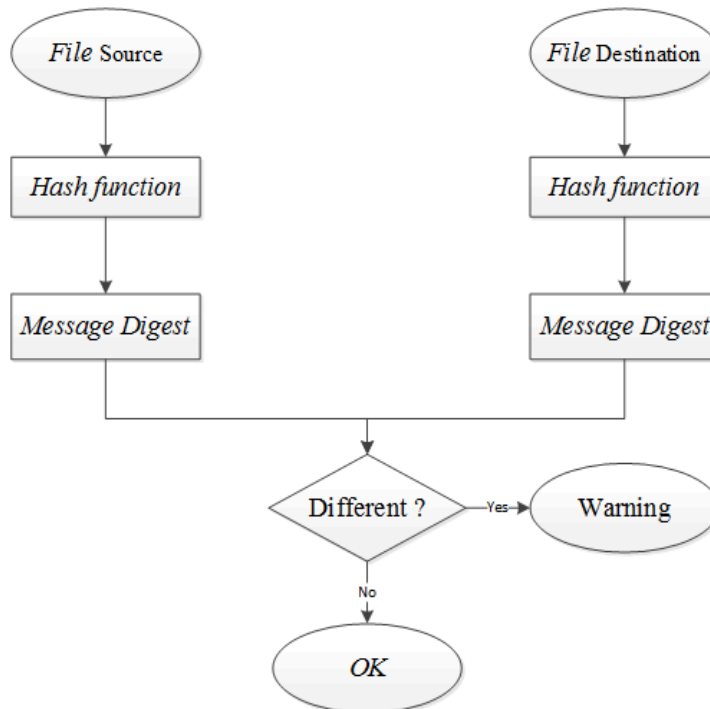 File Source
File Destination
Hash function
Hash function
Message Digest
Message Digest
Different ?
Yes
Warning
No
OK